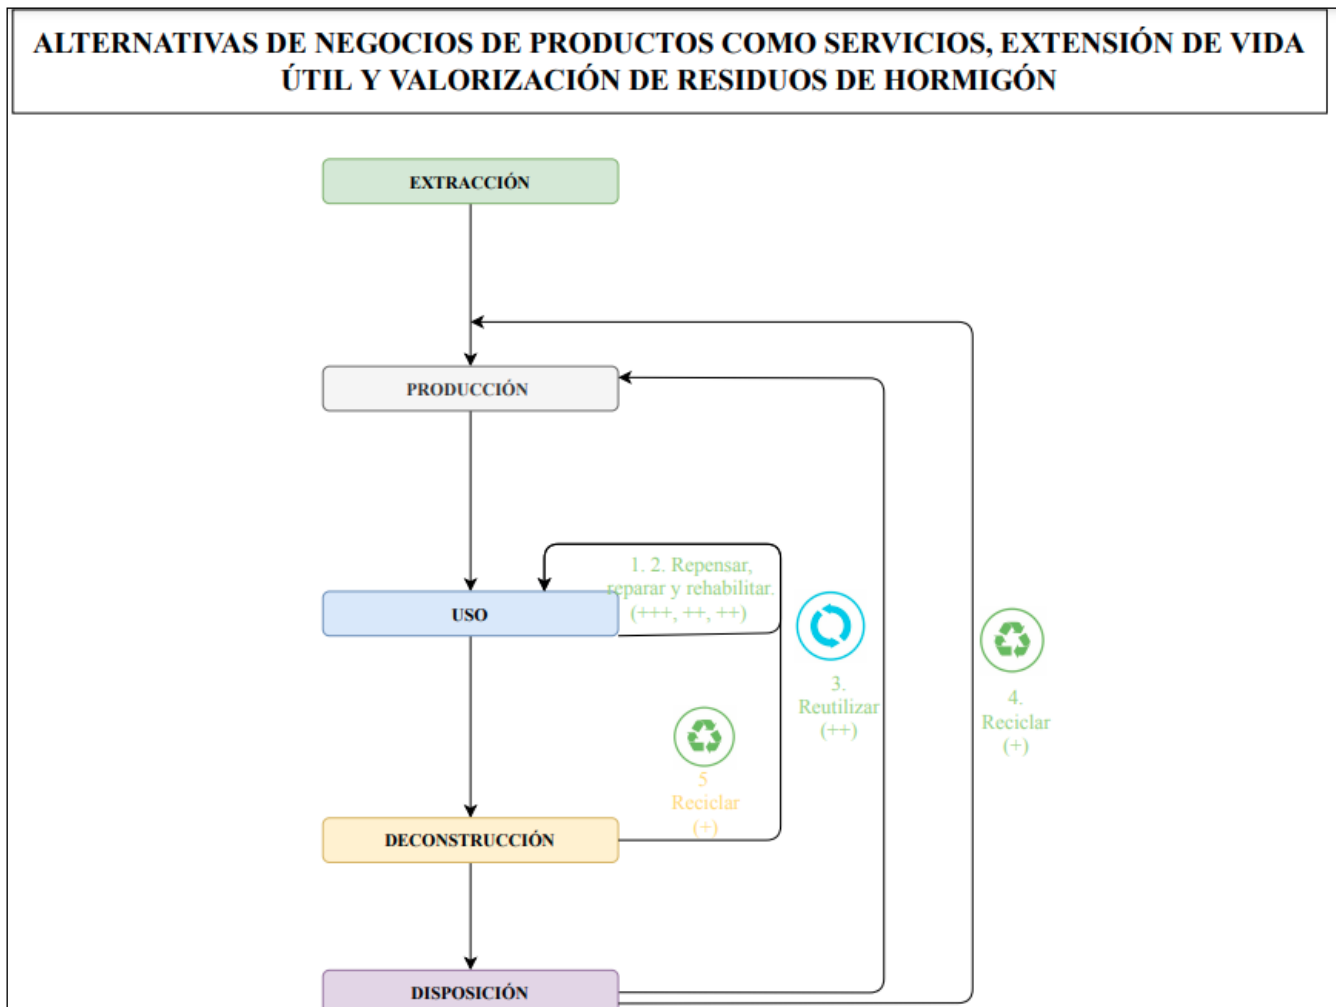 ALTERNATIVAS DE NEGOCIOS DE PRODUCTOS COMO SERVICIOS, EXTENSIÓN DE VIDA
ÚTIL Y VALORIZACIÓN DE RESIDUOS DE HORMIGÓN
EXTRACCIÓN
PRODUCCIÓN
1. 2. Repensar,
reparar y rehabilitar.
(+++, ++, ++)
USO
3.
Reutilizar
(++)
4.
Reciclar
(+)
5
Reciclar
(+)
DECONSTRUCCIÓN
DISPOSICIÓN